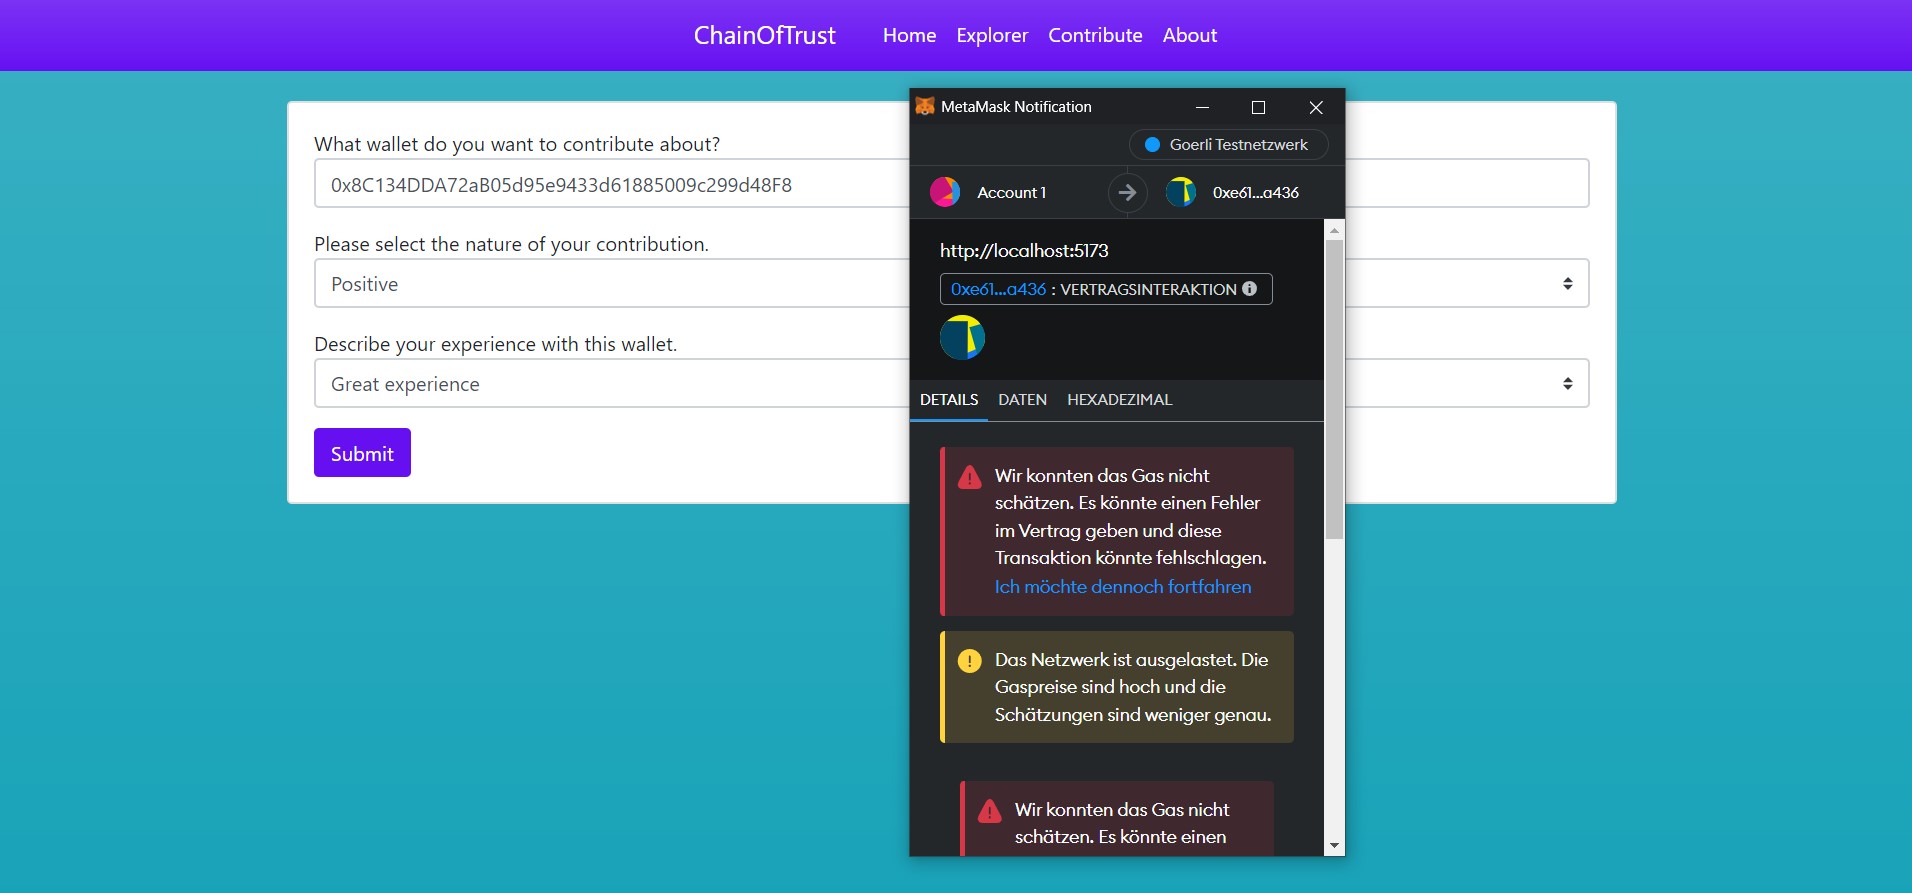 ChainOfTrust Home Explorer Contribute About
What wallet do you want to contribute about?
0x8C134DDA72aB05d95e9433d61885009c299d48F8
Please select the nature of your contribution.
Positive
Describe your experience with this wallet.
Great experience
Submit
MetaMask Notification
Goerli Testnetzwerk
Account 1
0xe61...a436
http://localhost:5173
0xe61...a436 : VERTRAGSINTERAKTION
DETAILS DATEN HEXADEZIMAL
Wir konnten das Gas nicht
schätzen. Es könnte einen Fehler
im Vertrag geben und diese
Transaktion könnte fehlschlagen.
Ich möchte dennoch fortfahren
Das Netzwerk ist ausgelastet. Die
Gaspreise sind hoch und die
Schätzungen sind weniger genau.
Wir konnten das Gas nicht
schätzen. Es könnte einen